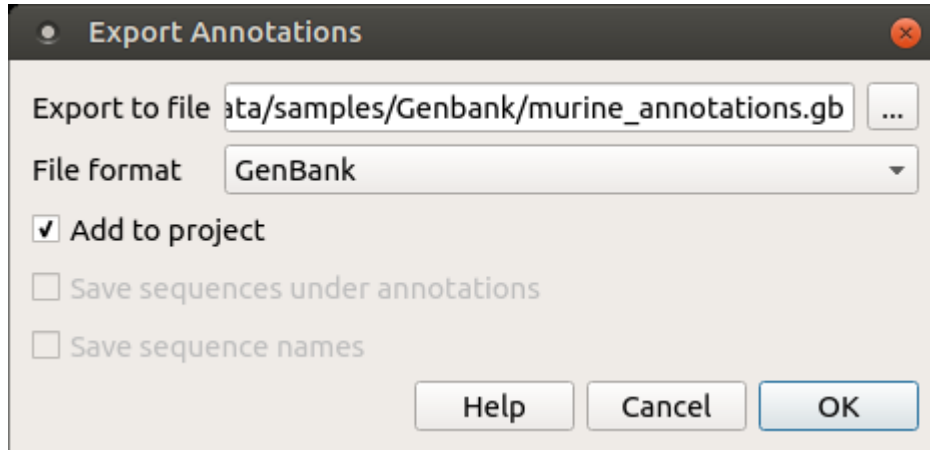 Export Annotations
Export to file ata/samples/Genbank/murine_annotations.gb ...
File format GenBank
Add to project
Save sequences under annotations
Save sequence names
Help Cancel OK